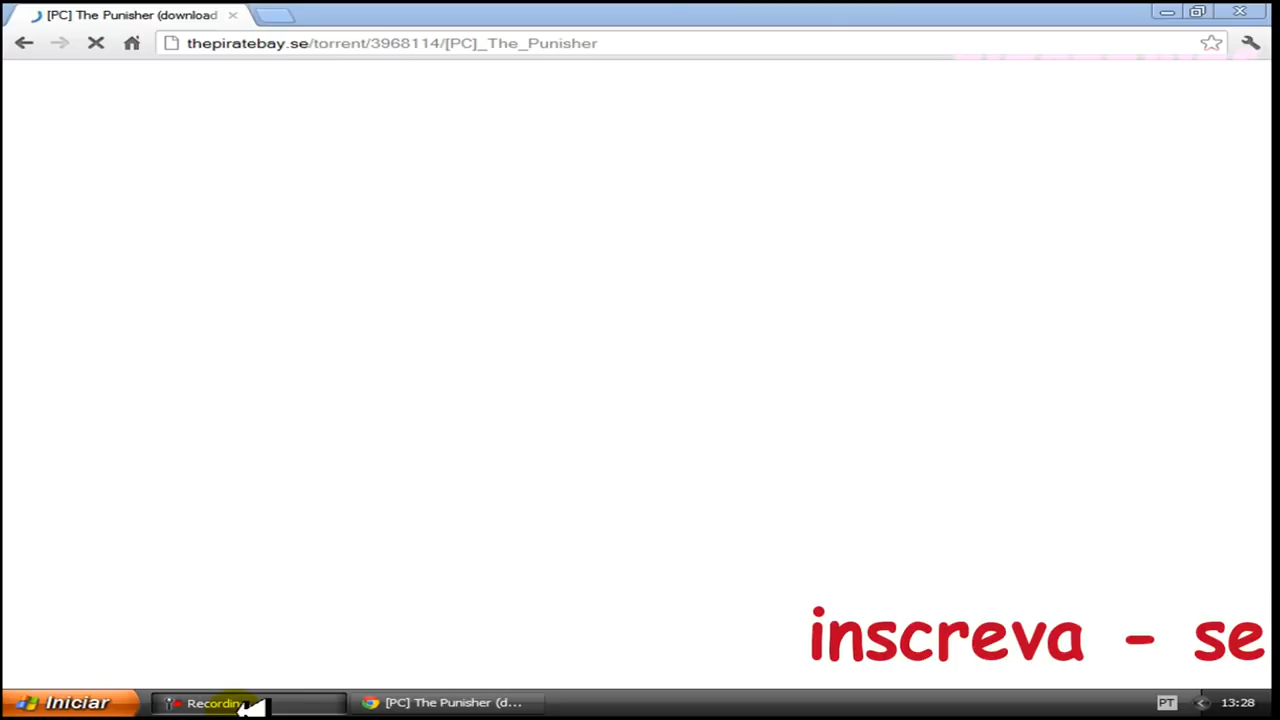 [PC] The Punisher (download
thepiratebay.se/torrent/3968114/[PC]_The_Punisher
inscreva - se
Iniciar
Recording
[PC] The Punisher (d...
PT
13:28